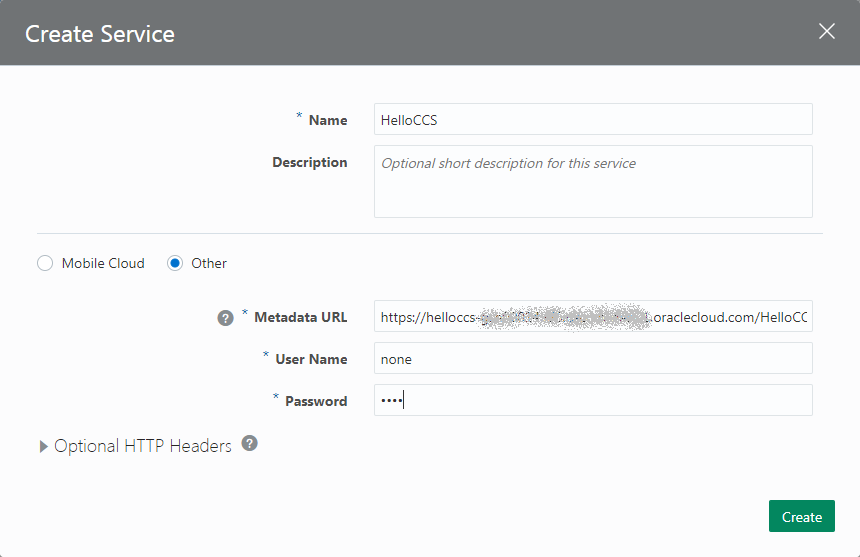 Create Service
* Name HelloCCS
Description Optional short description for this service
Mobile Cloud Other
? * Metadata URL https://helloccs- .oraclecloud.com/HelloCC
* User Name none
* Password ••••
Optional HTTP Headers ?
Create